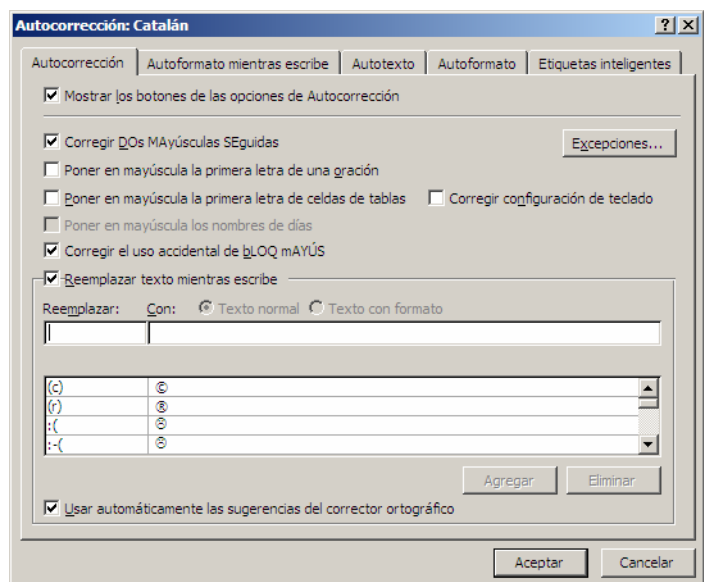 Autocorrección: Catalán
Autocorrección Autoformato mientras escribe Autotexto Autoformato Etiquetas inteligentes
Mostrar los botones de las opciones de Autocorrección
Corregir DOs MAyúsculas SEguidas Excepciones...
Poner en mayúscula la primera letra de una oración
Poner en mayúscula la primera letra de celdas de tablas Corregir configuración de teclado
Poner en mayúscula los nombres de días
Corregir el uso accidental de bLOQ mAYÚS
Reemplazar texto mientras escribe
Reemplazar: Con: Texto normal Texto con formato
(c) ©
(r) ®
:( ☹
:-( ☹
Agregar Eliminar
Usar automáticamente las sugerencias del corrector ortográfico
Aceptar Cancelar